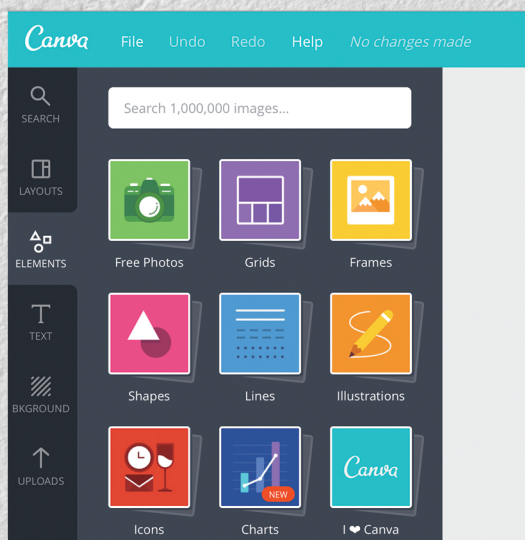 Canva File Undo Redo Help No changes made
Search 1,000,000 images...
SEARCH
LAYOUTS
ELEMENTS
TEXT
BKGROUND
UPLOADS
Free Photos Grids Frames
Shapes Lines Illustrations
NEW
Canva
Icons Charts I ❤ Canva